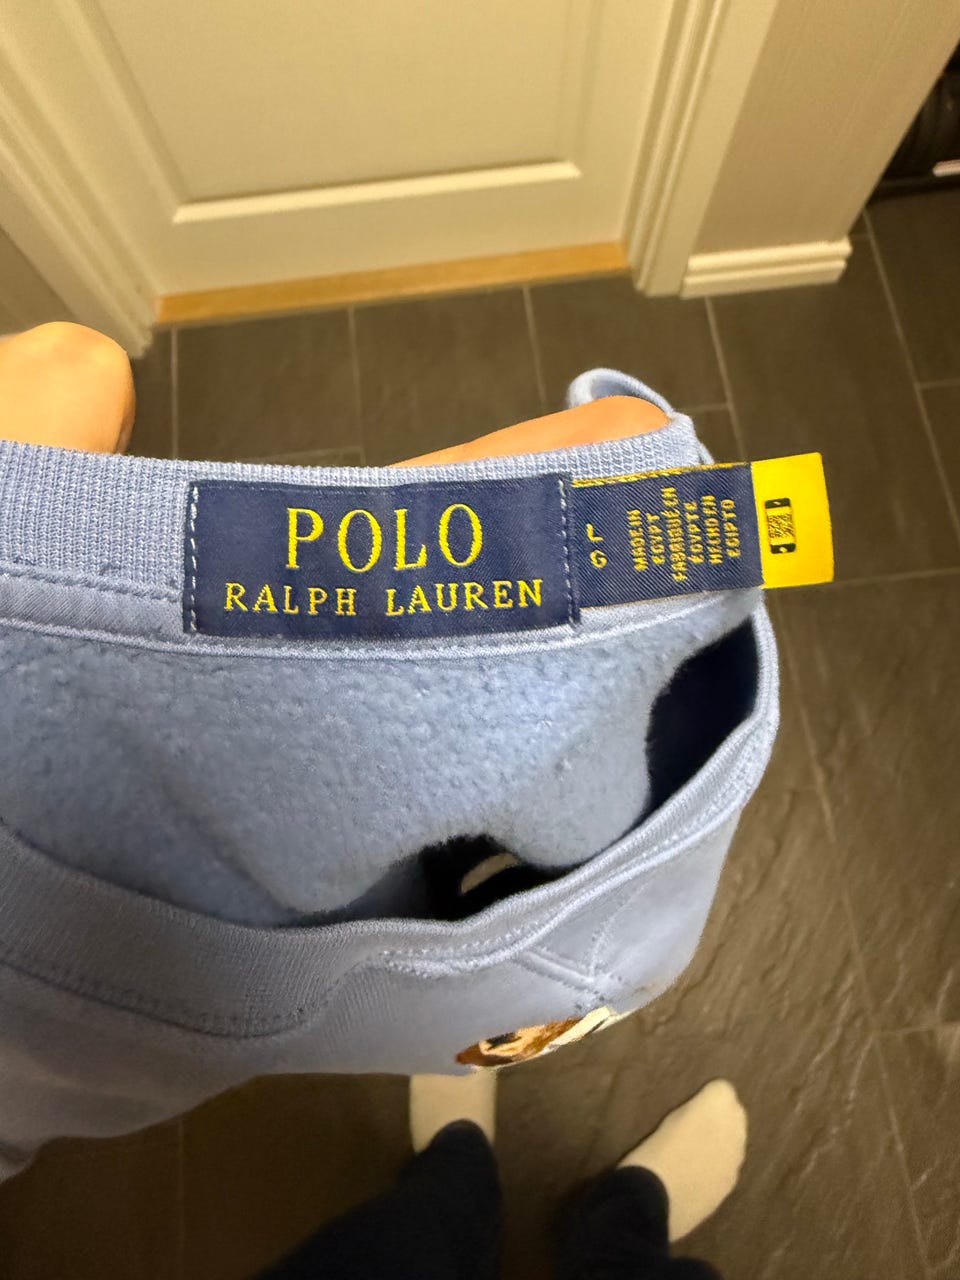 POLO
RALPH LAUREN
L
G
MADE IN
EGYPT
FABRIQUÉ EN
ÉGYPTE
HECHO EN
EGIPTO